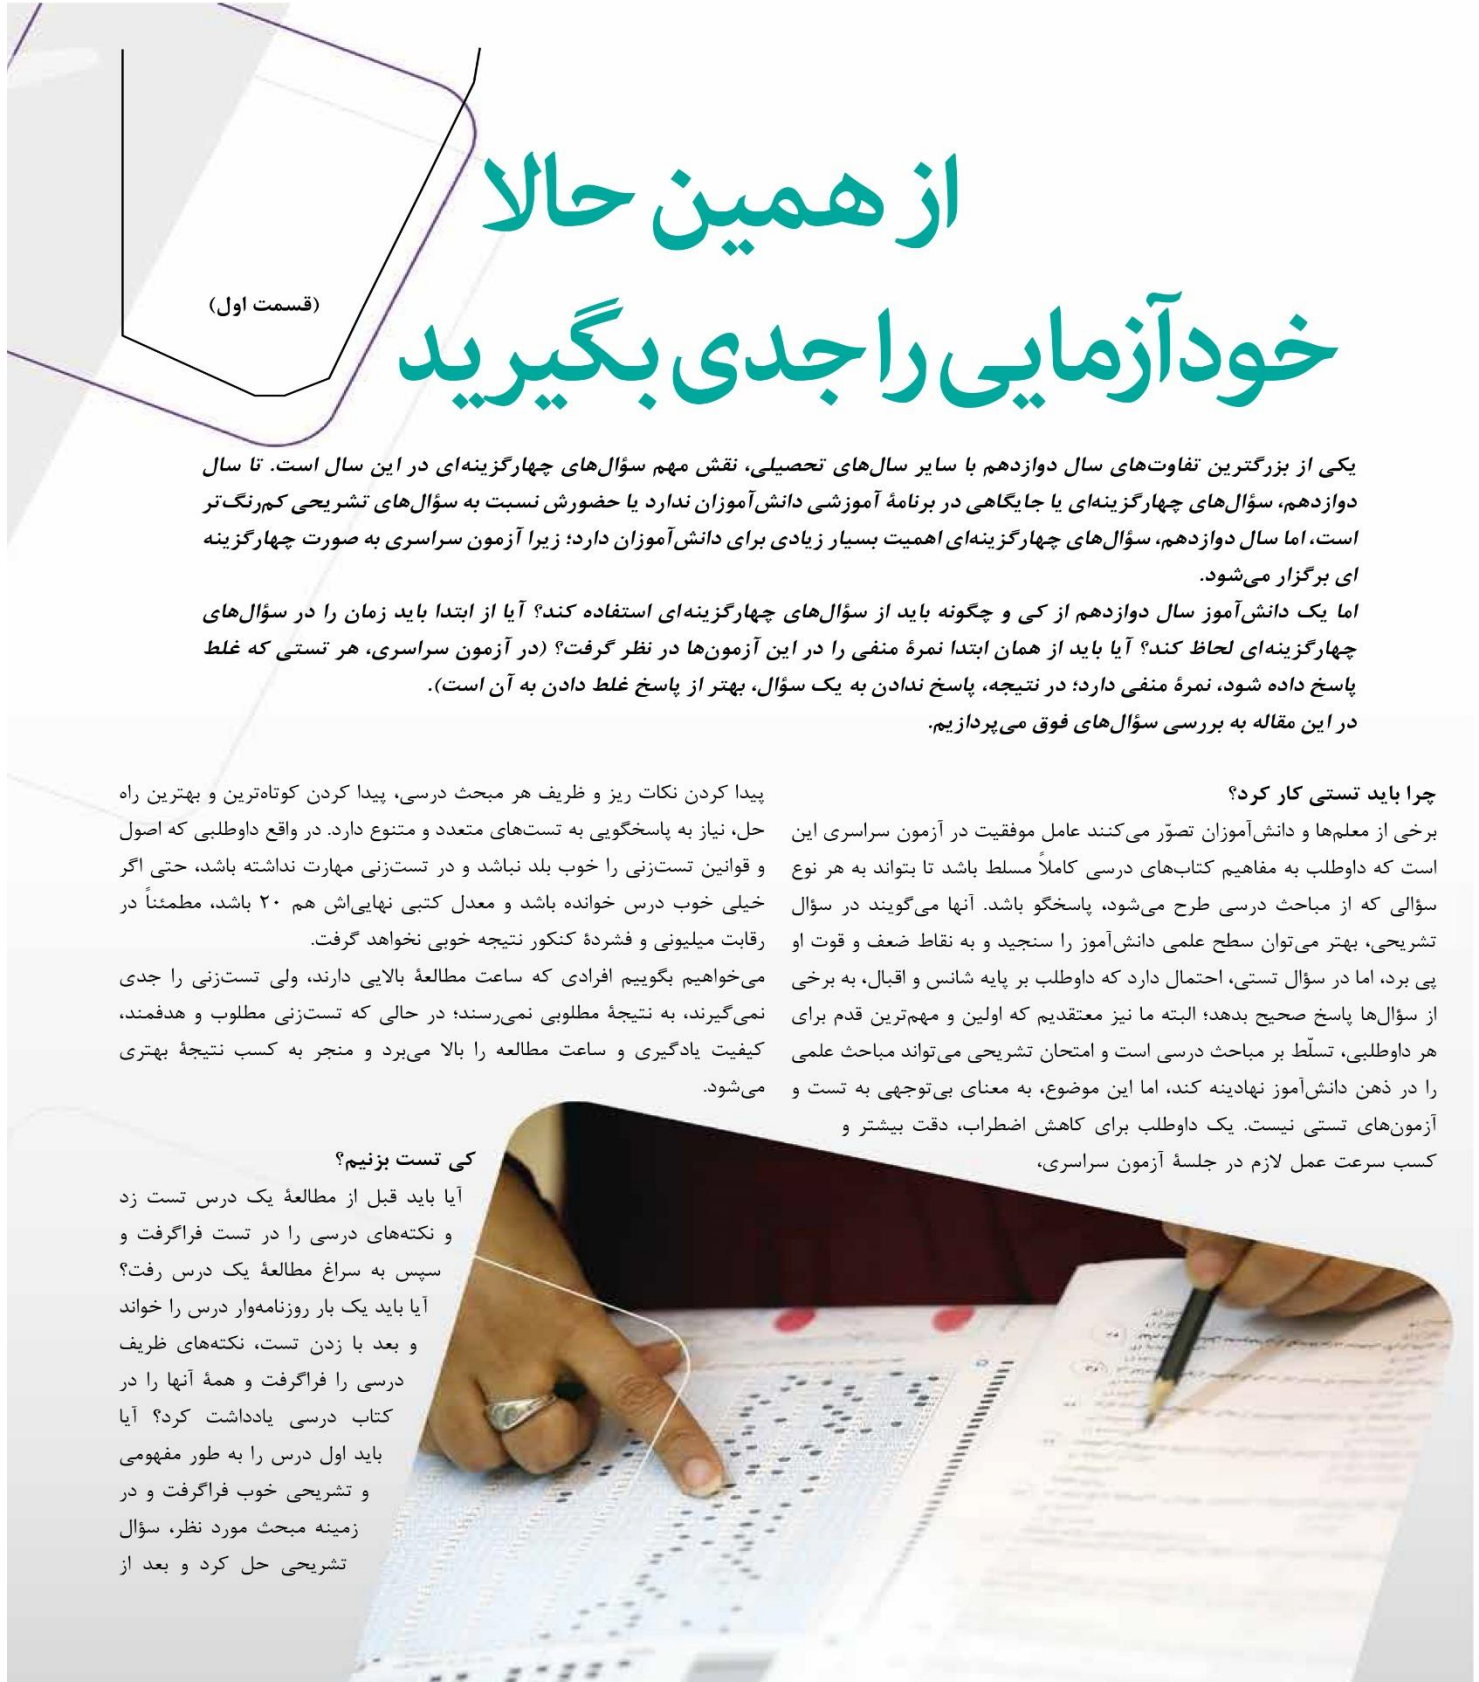 از همین حالا
خودآزمایی را جدی بگیرید
(قسمت اول)
یکی از بزرگترین تفاوت‌های سال دوازدهم با سایر سال‌های تحصیلی، نقش مهم سؤال‌های چهارگزینه‌ای در این سال است. تا سال
دوازدهم، سؤال‌های چهارگزینه‌ای یا جایگاهی در برنامهٔ آموزشی دانش‌آموزان ندارد یا حضورش نسبت به سؤال‌های تشریحی کم‌رنگ‌تر
است، اما سال دوازدهم، سؤال‌های چهارگزینه‌ای اهمیت بسیار زیادی برای دانش‌آموزان دارد؛ زیرا آزمون سراسری به صورت چهارگزینه
ای برگزار می‌شود.
اما یک دانش‌آموز سال دوازدهم از کی و چگونه باید از سؤال‌های چهارگزینه‌ای استفاده کند؟ آیا از ابتدا باید زمان را در سؤال‌های
چهارگزینه‌ای لحاظ کند؟ آیا باید از همان ابتدا نمرهٔ منفی را در این آزمون‌ها در نظر گرفت؟ (در آزمون سراسری، هر تستی که غلط
پاسخ داده شود، نمرهٔ منفی دارد؛ در نتیجه، پاسخ ندادن به یک سؤال، بهتر از پاسخ غلط دادن به آن است).
در این مقاله به بررسی سؤال‌های فوق می‌پردازیم.
چرا باید تستی کار کرد؟
برخی از معلم‌ها و دانش‌آموزان تصوّر می‌کنند عامل موفقیت در آزمون سراسری این
است که داوطلب به مفاهیم کتاب‌های درسی کاملاً مسلط باشد تا بتواند به هر نوع
سؤالی که از مباحث درسی طرح می‌شود، پاسخگو باشد. آنها می‌گویند در سؤال
تشریحی، بهتر می‌توان سطح علمی دانش‌آموز را سنجید و به نقاط ضعف و قوت او
پی برد، اما در سؤال تستی، احتمال دارد که داوطلب بر پایه شانس و اقبال، به برخی
از سؤال‌ها پاسخ صحیح بدهد؛ البته ما نیز معتقدیم که اولین و مهم‌ترین قدم برای
هر داوطلبی، تسلّط بر مباحث درسی است و امتحان تشریحی می‌تواند مباحث علمی
را در ذهن دانش‌آموز نهادینه کند، اما این موضوع، به معنای بی‌توجهی به تست و
آزمون‌های تستی نیست. یک داوطلب برای کاهش اضطراب، دقت بیشتر و
کسب سرعت عمل لازم در جلسهٔ آزمون سراسری،
پیدا کردن نکات ریز و ظریف هر مبحث درسی، پیدا کردن کوتاه‌ترین و بهترین راه
حل، نیاز به پاسخگویی به تست‌های متعدد و متنوع دارد. در واقع داوطلبی که اصول
و قوانین تست‌زنی را خوب بلد نباشد و در تست‌زنی مهارت نداشته باشد، حتی اگر
خیلی خوب درس خوانده باشد و معدل کتبی نهایی‌اش هم ۲۰ باشد، مطمئناً در
رقابت میلیونی و فشردهٔ کنکور نتیجه خوبی نخواهد گرفت.
می‌خواهیم بگوییم افرادی که ساعت مطالعهٔ بالایی دارند، ولی تست‌زنی را جدی
نمی‌گیرند، به نتیجهٔ مطلوبی نمی‌رسند؛ در حالی که تست‌زنی مطلوب و هدفمند،
کیفیت یادگیری و ساعت مطالعه را بالا می‌برد و منجر به کسب نتیجهٔ بهتری
می‌شود.
کی تست بزنیم؟
آیا باید قبل از مطالعهٔ یک درس تست زد
و نکته‌های درسی را در تست فراگرفت و
سپس به سراغ مطالعهٔ یک درس رفت؟
آیا باید یک بار روزنامه‌وار درس را خواند
و بعد با زدن تست، نکته‌های ظریف
درسی را فراگرفت و همهٔ آنها را در
کتاب درسی یادداشت کرد؟ آیا
باید اول درس را به طور مفهومی
و تشریحی خوب فراگرفت و در
زمینه مبحث مورد نظر، سؤال
تشریحی حل کرد و بعد از